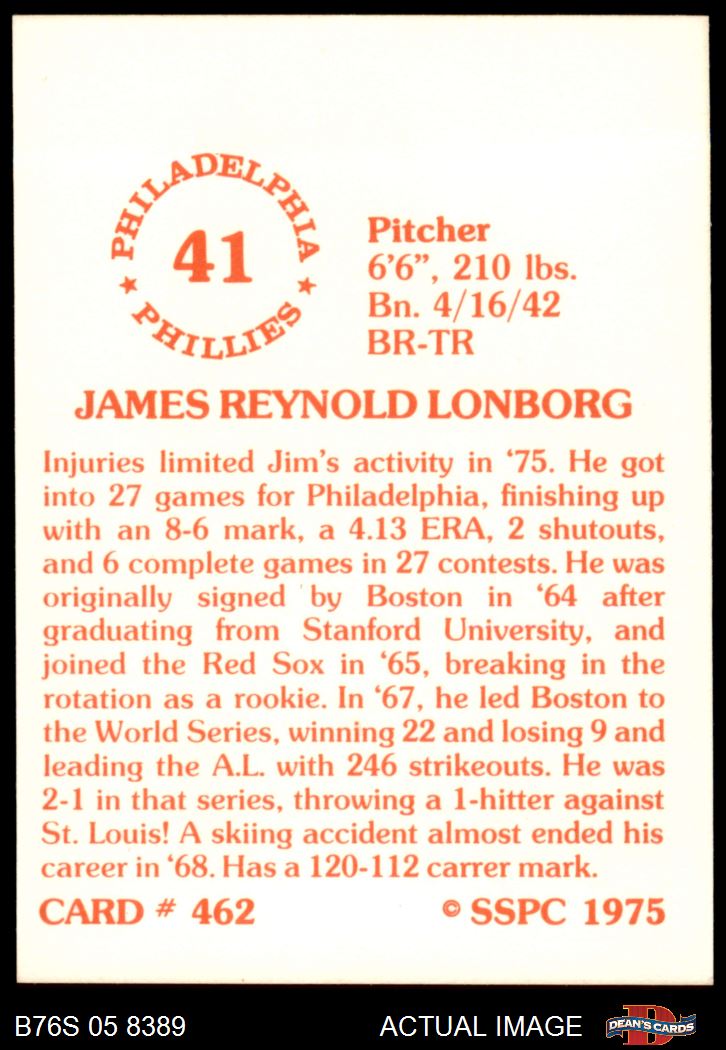 PHILADELPHIA
41
★ PHILLIES ★
Pitcher
6'6”, 210 lbs.
Bn. 4/16/42
BR-TR
JAMES REYNOLD LONBORG
Injuries limited Jim's activity in ‘75. He got
into 27 games for Philadelphia, finishing up
with an 8-6 mark, a 4.13 ERA, 2 shutouts,
and 6 complete games in 27 contests. He was
originally signed by Boston in ‘64 after
graduating from Stanford University, and
joined the Red Sox in ‘65, breaking in the
rotation as a rookie. In ‘67, he led Boston to
the World Series, winning 22 and losing 9 and
leading the A.L. with 246 strikeouts. He was
2-1 in that series, throwing a 1-hitter against
St. Louis! A skiing accident almost ended his
career in ‘68. Has a 120-112 carrer mark.
CARD # 462 © SSPC 1975
B76S 05 8389 ACTUAL IMAGE D DEAN'S CARDS